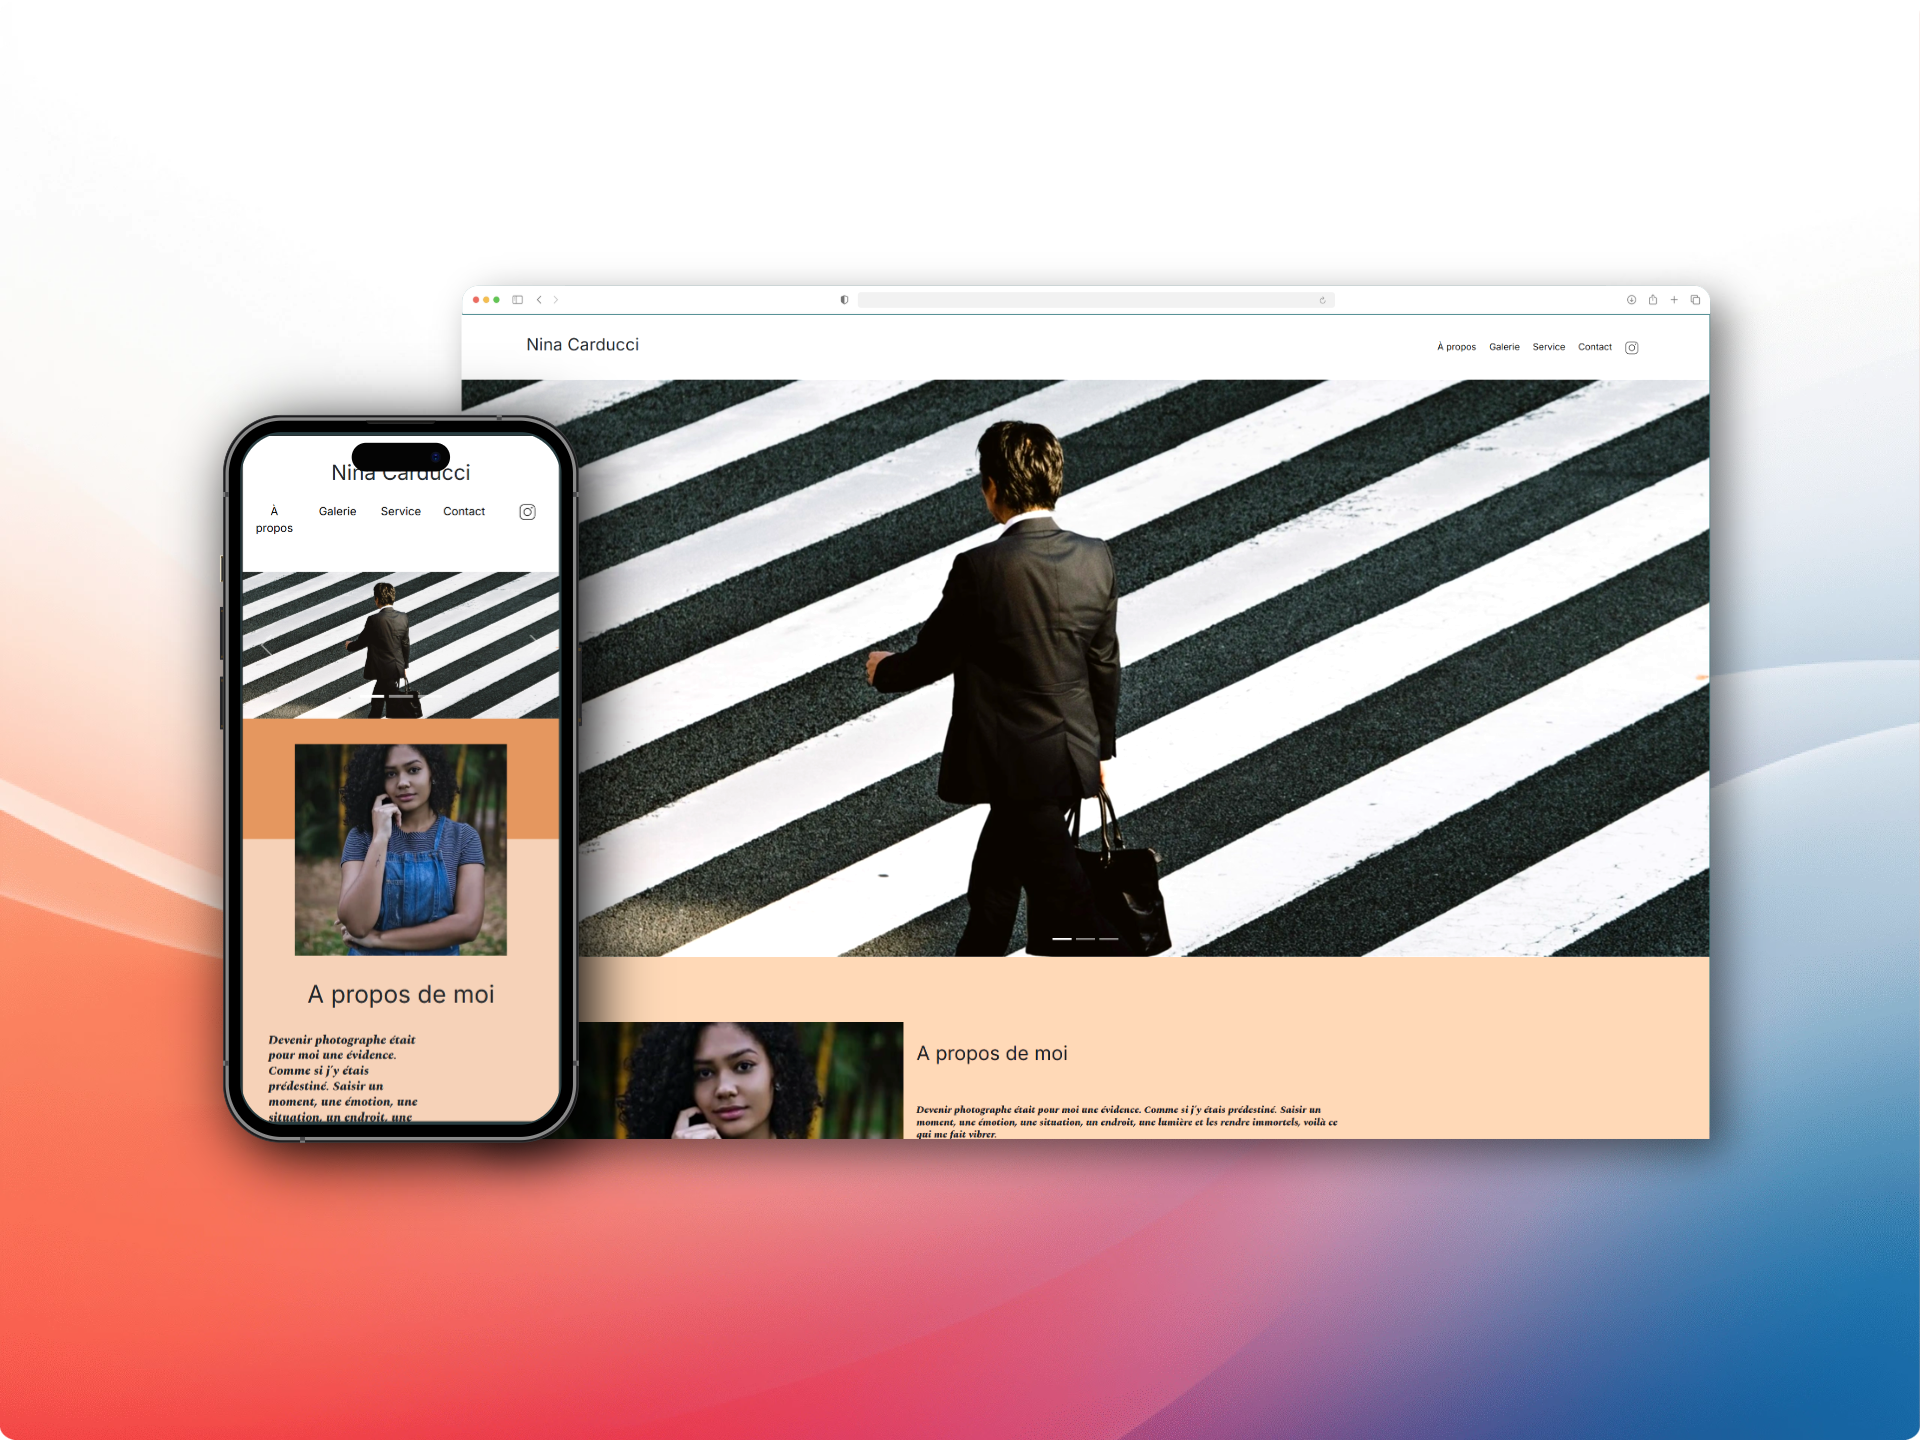 Nina Carducci
À propos Galerie Service Contact
A propos de moi
Devenir photographe était pour moi une évidence. Comme si j'y étais prédestiné. Saisir un
moment, une émotion, une situation, un endroit, une lumière et les rendre immortels, voilà ce
qui me fait vibrer.
Nina Carducci
À
propos
Galerie
Service
Contact
A propos de moi
Devenir photographe était
pour moi une évidence.
Comme si j'y étais
prédestiné. Saisir un
moment, une émotion, une
situation, un endroit, une